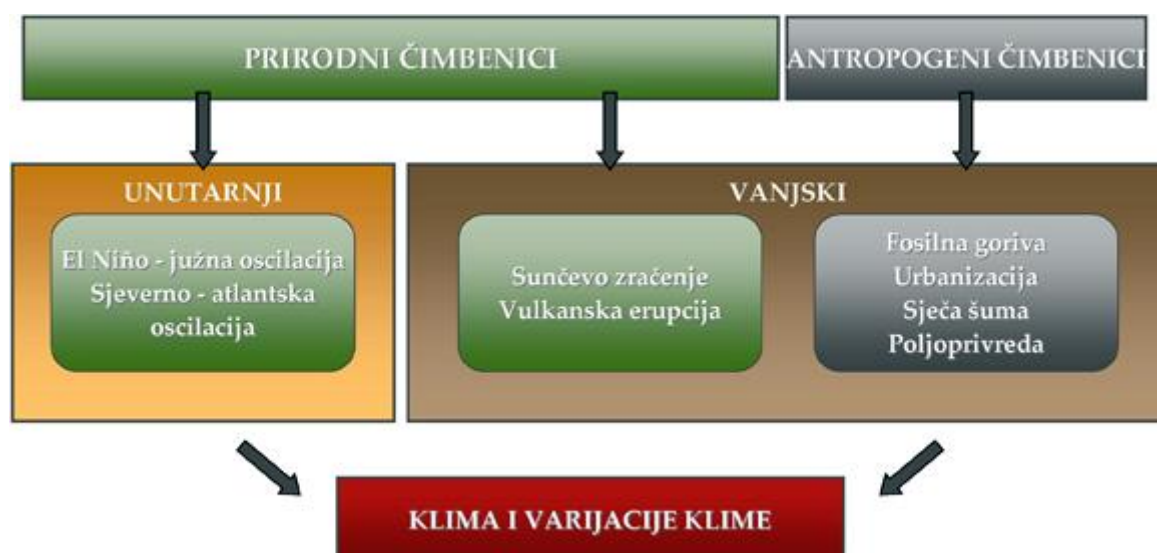 PRIRODNI ČIMBENICI
ANTROPOGENI ČIMBENICI
UNUTARNJI
El Niño - južna oscilacija
Sjeverno - atlantska
oscilacija
VANJSKI
Sunčevo zračenje
Vulkanska erupcija
Fosilna goriva
Urbanizacija
Sječa šuma
Poljoprivreda
KLIMA I VARIJACIJE KLIME